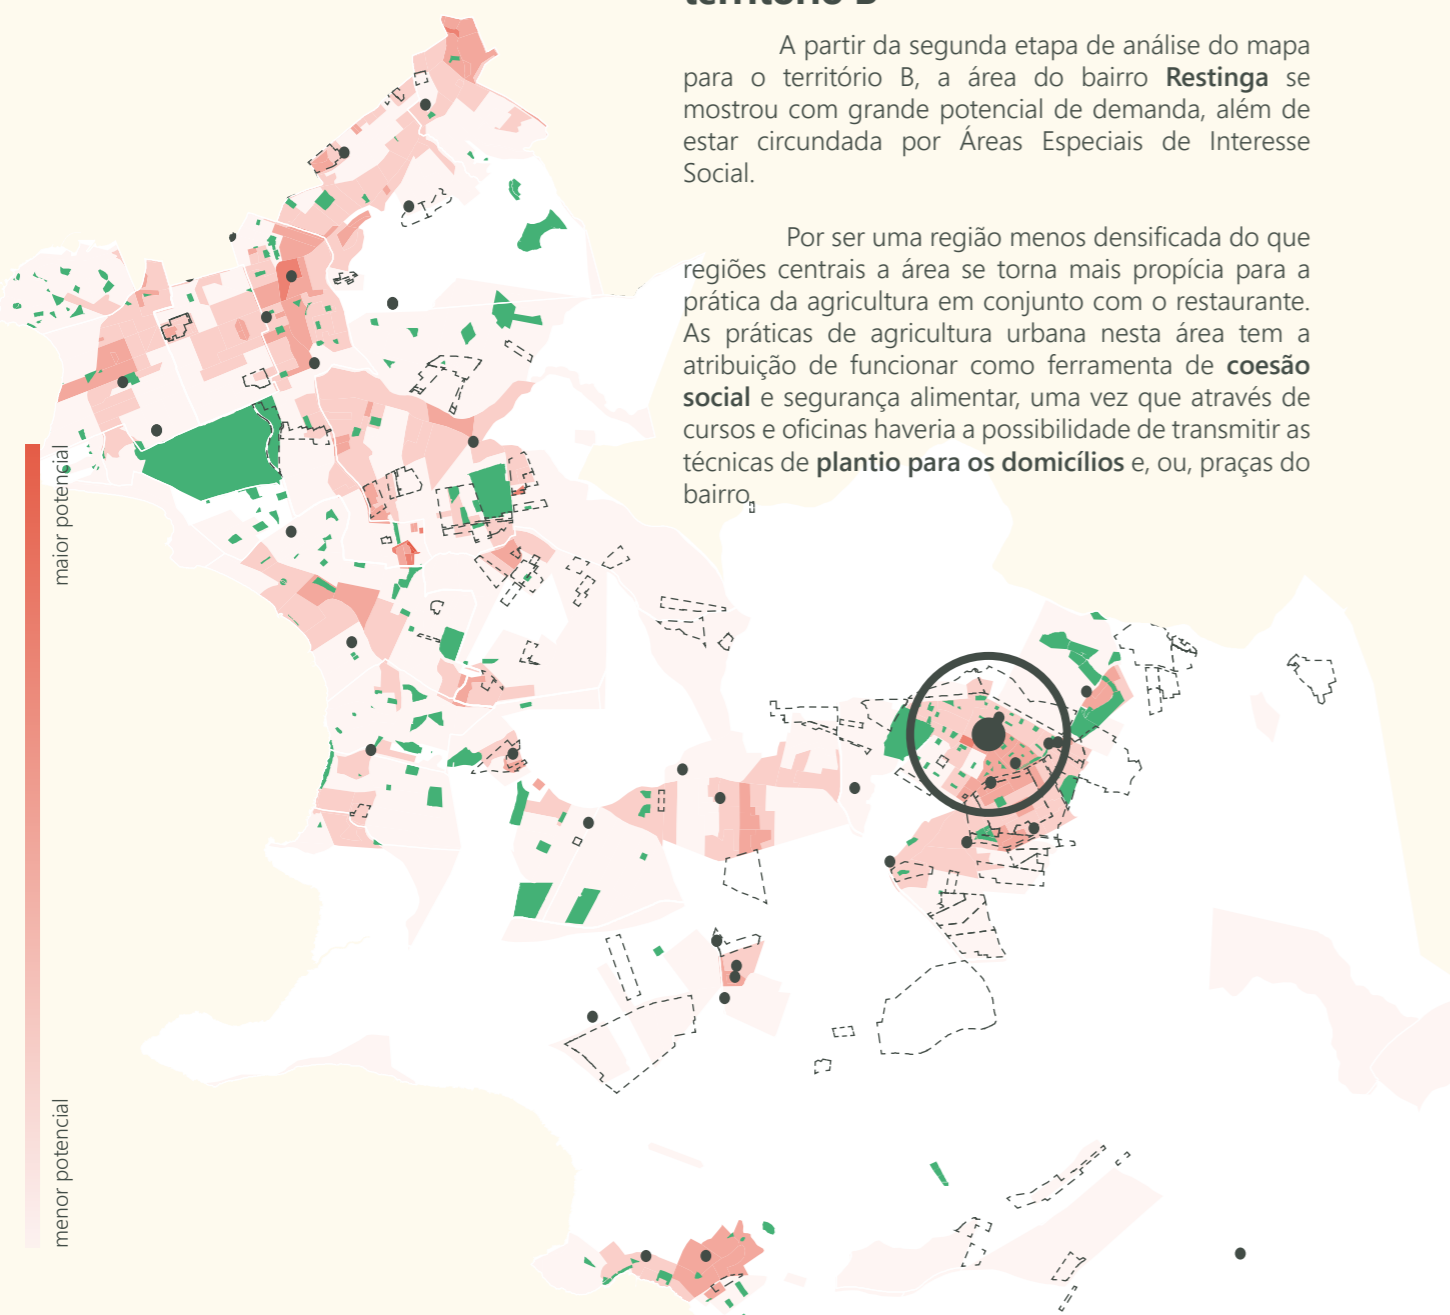 território B
A partir da segunda etapa de análise do mapa
para o território B, a área do bairro Restinga se
mostrou com grande potencial de demanda, além de
estar circundada por Áreas Especiais de Interesse
Social.
Por ser uma região menos densificada do que
regiões centrais a área se torna mais propícia para a
prática da agricultura em conjunto com o restaurante.
As práticas de agricultura urbana nesta área tem a
atribuição de funcionar como ferramenta de coesão
social e segurança alimentar, uma vez que através de
cursos e oficinas haveria a possibilidade de transmitir as
técnicas de plantio para os domicílios e, ou, praças do
bairro.
maior potencial
menor potencial